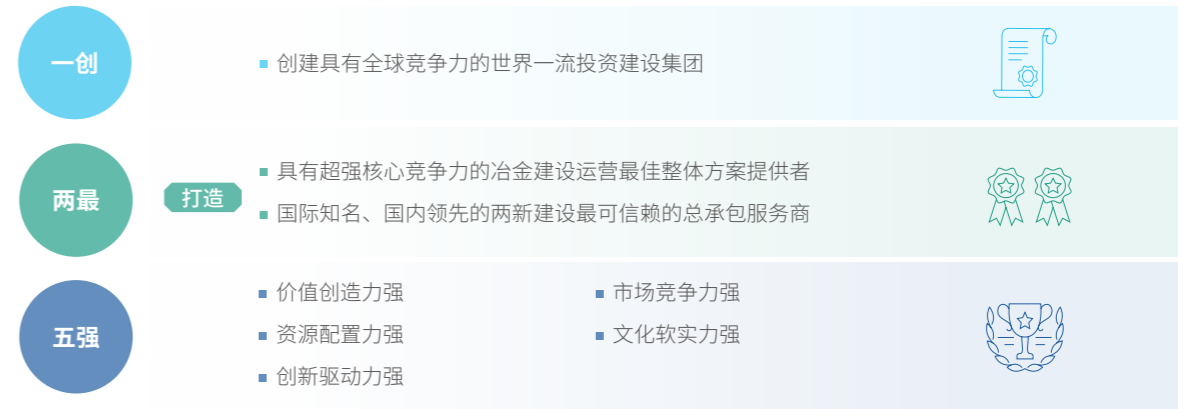 一创
创建具有全球竞争力的世界一流投资建设集团
两最
打造
具有超强核心竞争力的冶金建设运营最佳整体方案提供者
国际知名、国内领先的两新建设最可信赖的总承包服务商
五强
价值创造力强
市场竞争力强
资源配置力强
文化软实力强
创新驱动力强